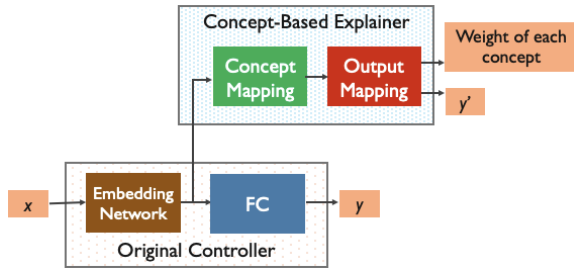 Concept-Based Explainer
Concept
Mapping
Output
Mapping
Weight of each
concept
y'
x
Embedding
Network
FC
y
Original Controller